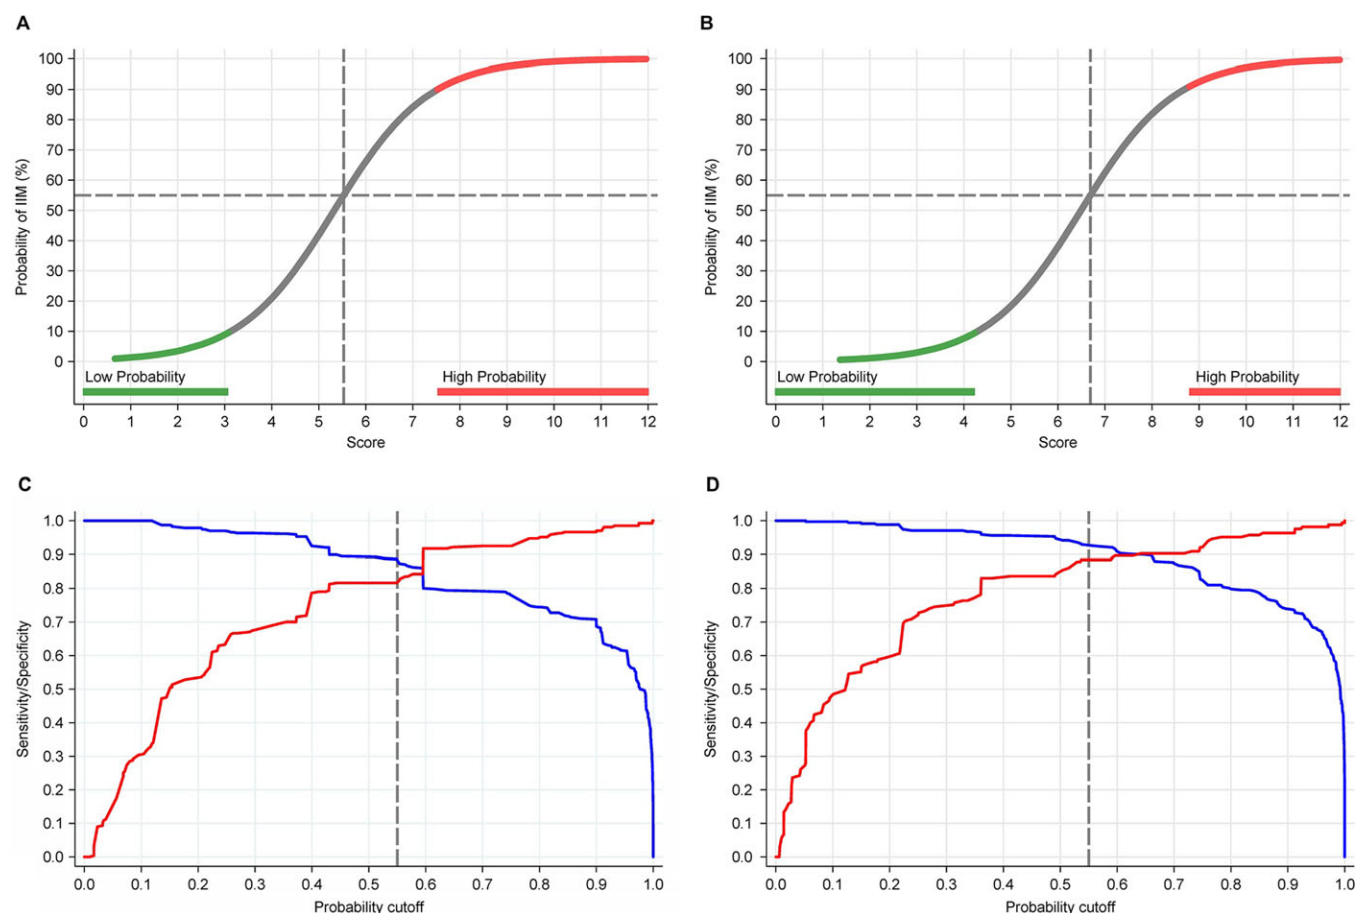 A
100
90
80
70
60
50
40
30
20
10
0
Probability of IIM (%)
Low Probability
High Probability
0 1 2 3 4 5 6 7 8 9 10 11 12
Score
B
100
90
80
70
60
50
40
30
20
10
0
Probability of IIM (%)
Low Probability
High Probability
0 1 2 3 4 5 6 7 8 9 10 11 12
Score
C
1.0
0.9
0.8
0.7
0.6
0.5
0.4
0.3
0.2
0.1
0.0
Sensitivity/Specificity
0.0 0.1 0.2 0.3 0.4 0.5 0.6 0.7 0.8 0.9 1.0
Probability cutoff
D
1.0
0.9
0.8
0.7
0.6
0.5
0.4
0.3
0.2
0.1
0.0
Sensitivity/Specificity
0.0 0.1 0.2 0.3 0.4 0.5 0.6 0.7 0.8 0.9 1.0
Probability cutoff